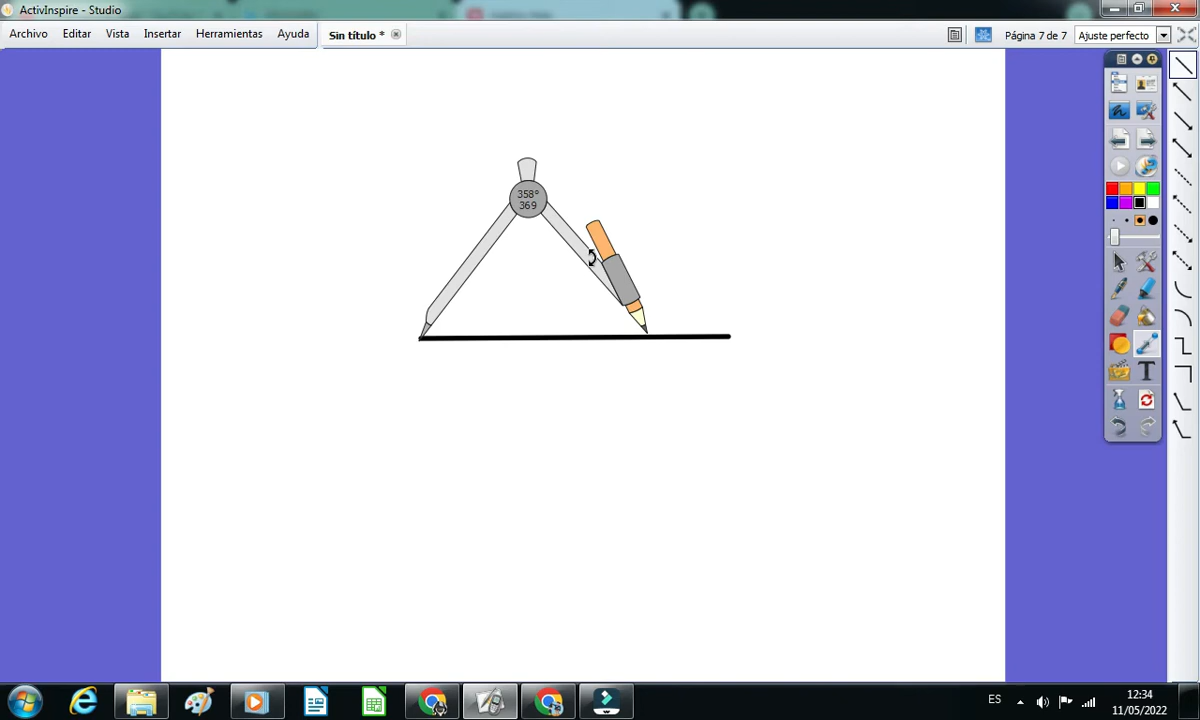 ActivInspire - Studio
Archivo Editar Vista Insertar Herramientas Ayuda Sin título * Página 7 de 7 Ajuste perfecto
358°
369
T
ES 12:34
11/05/2022